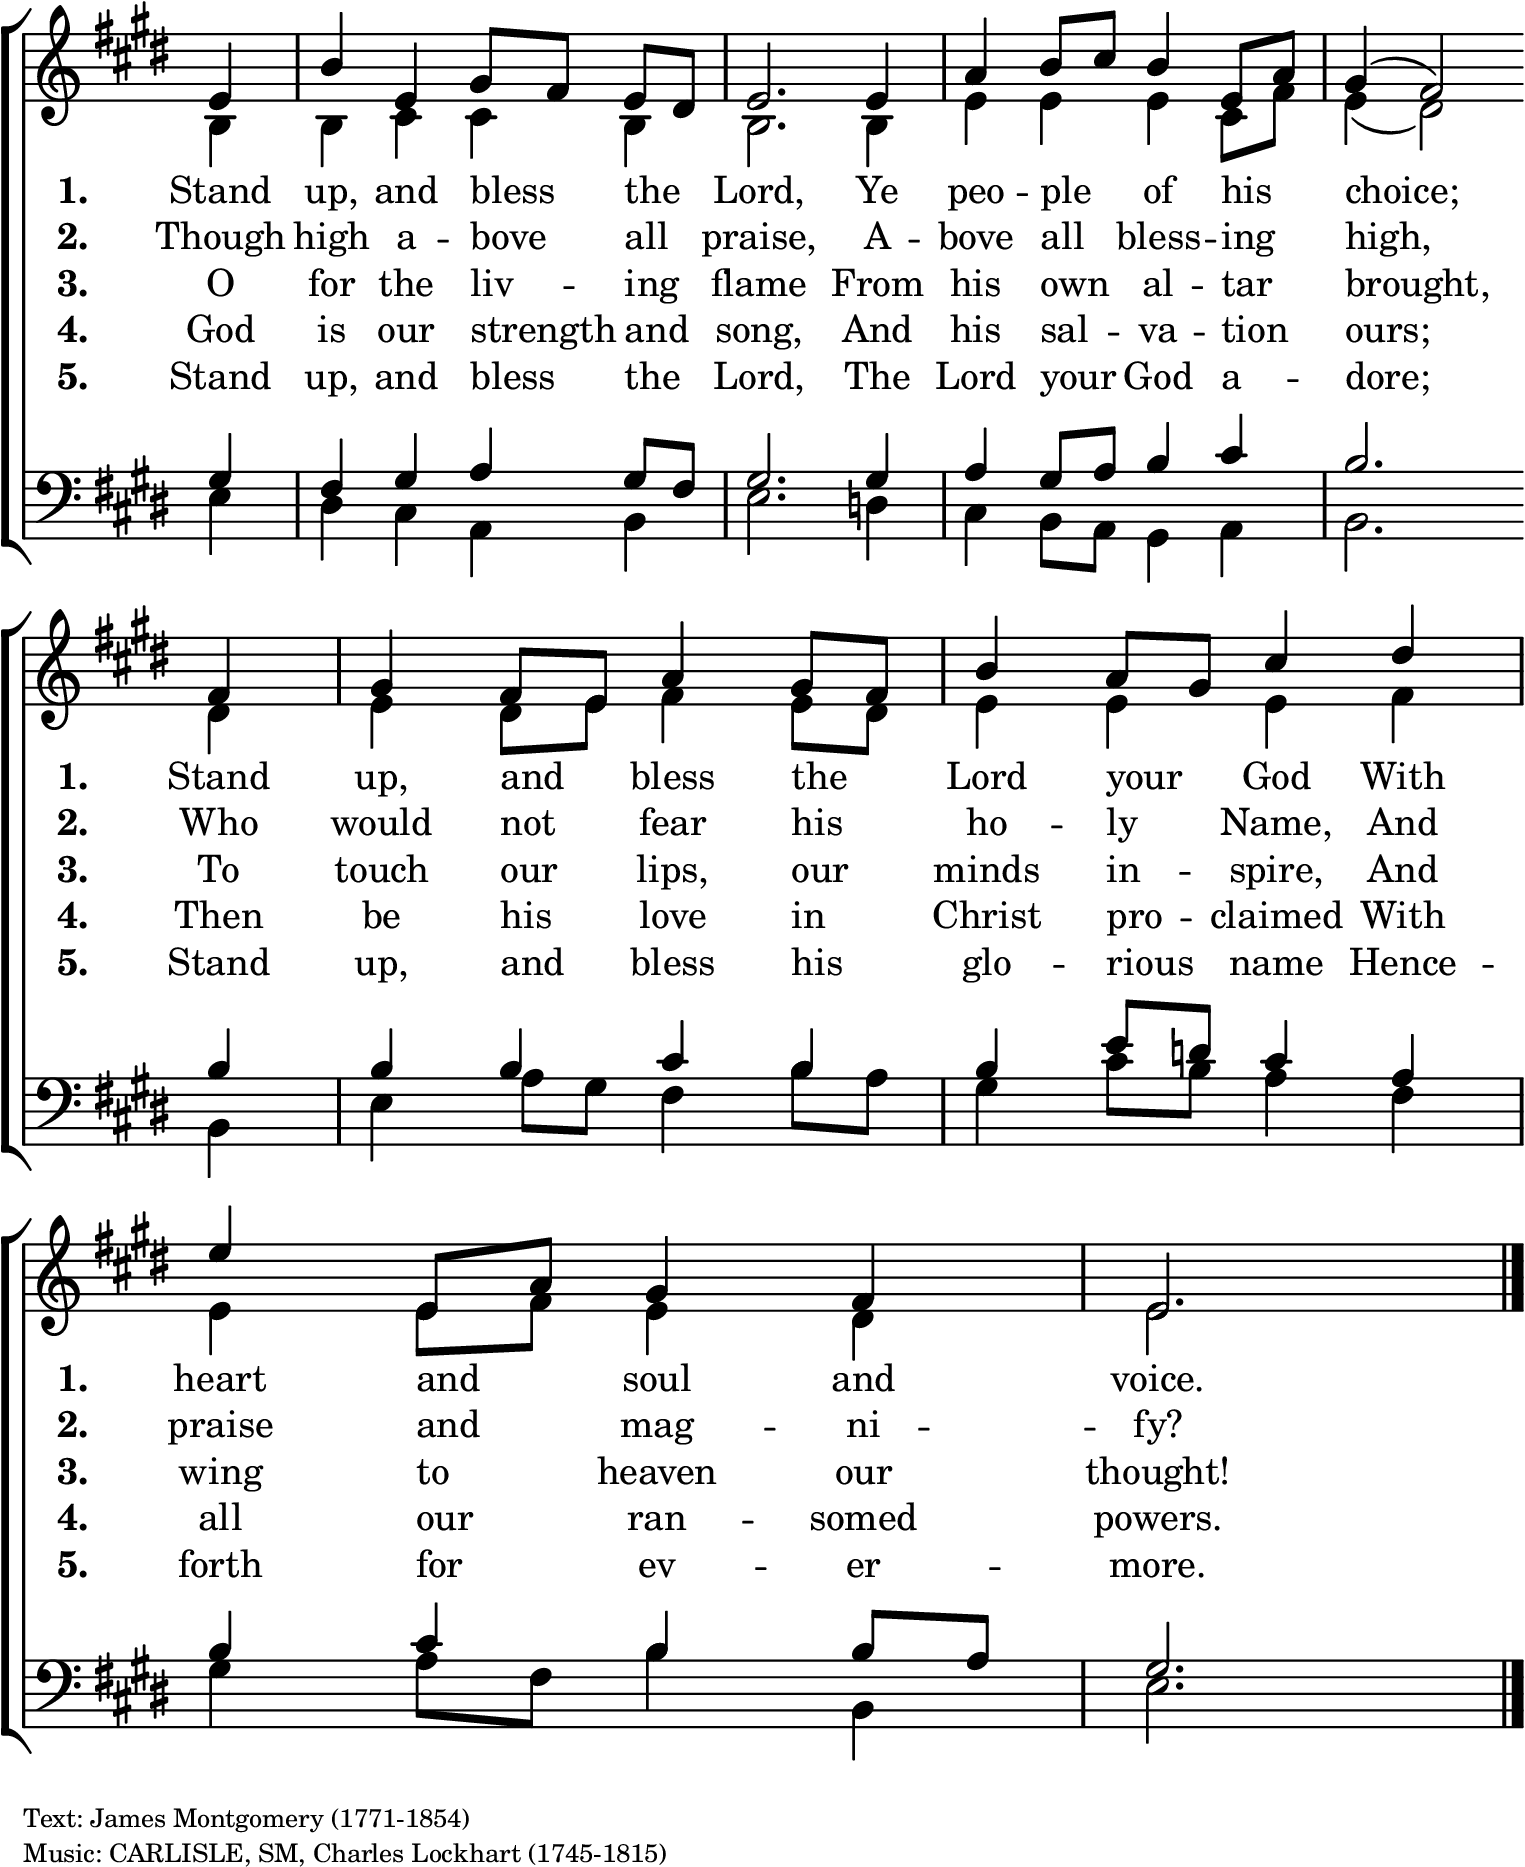 1. Stand up, and bless the Lord, Ye peo -- ple of his choice;
2. Though high a -- bove all praise, A -- bove all bless -- ing high,
3. O for the liv -- ing flame From his own al -- tar brought,
4. God is our strength and song, And his sal -- va -- tion ours;
5. Stand up, and bless the Lord, The Lord your God a -- dore;
1. Stand up, and bless the Lord your God With
2. Who would not fear his ho -- ly Name, And
3. To touch our lips, our minds in -- spire, And
4. Then be his love in Christ pro -- claimed With
5. Stand up, and bless his glo -- rious name Hence --
1. heart and soul and voice.
2. praise and mag -- ni -- fy?
3. wing to heaven our thought!
4. all our ran -- somed powers.
5. forth for ev -- er -- more.
Text: James Montgomery (1771-1854)
Music: CARLISLE, SM, Charles Lockhart (1745-1815)